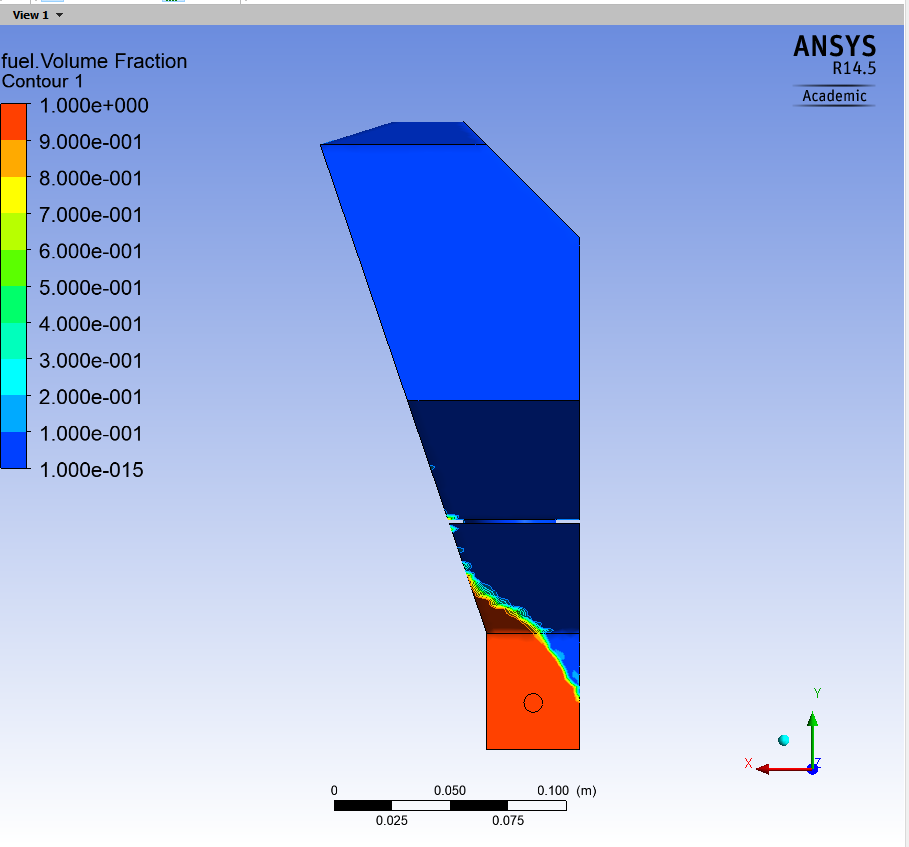 View 1
fuel.Volume Fraction
Contour 1
1.000e+000
9.000e-001
8.000e-001
7.000e-001
6.000e-001
5.000e-001
4.000e-001
3.000e-001
2.000e-001
1.000e-001
1.000e-015
ANSYS
R14.5
Academic
Y
X
Z
0 0.050 0.100 (m)
0.025 0.075